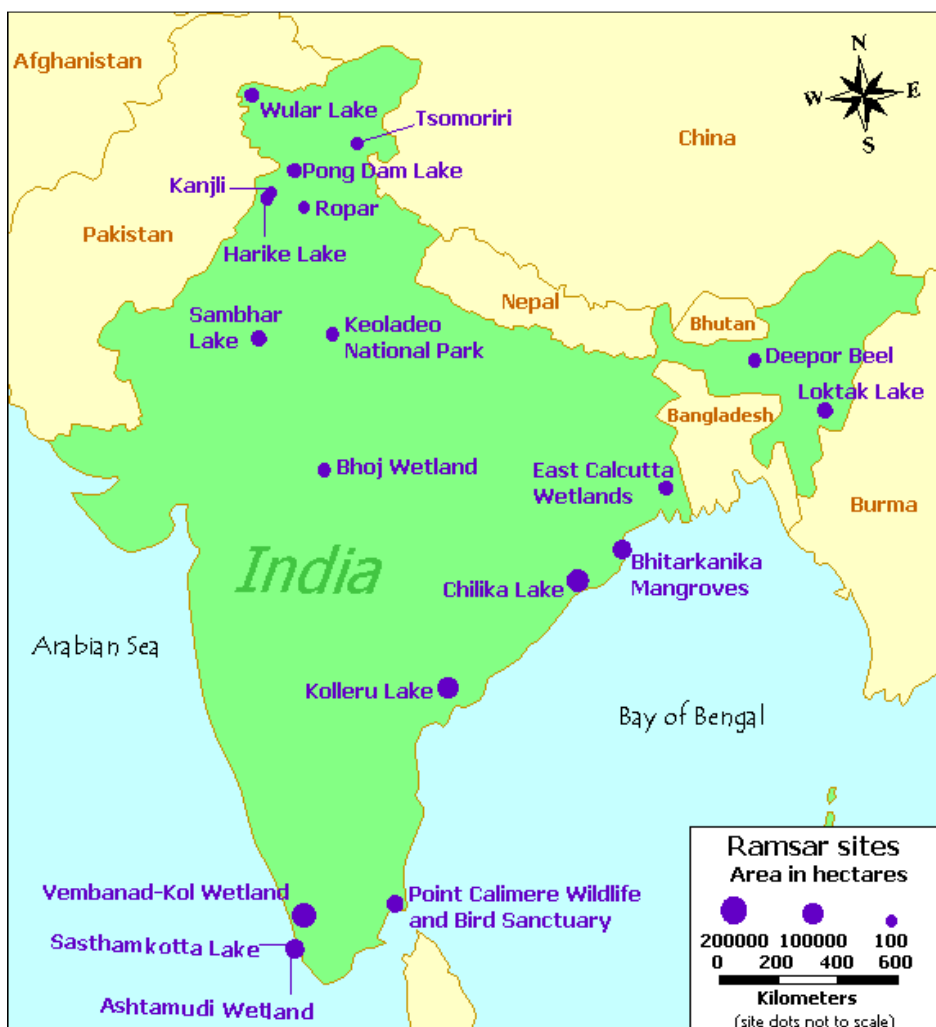 Afghanistan
N
W
E
S
Wular Lake
Tsomoriri
China
Pong Dam Lake
Kanjli
Ropar
Pakistan
Harike Lake
Nepal
Sambhar
Lake
Keoladeo
National Park
Bhutan
Deepor Beel
Loktak Lake
Bangladesh
Bhoj Wetland
East Calcutta
Wetlands
Burma
India
Bhitarkanika
Mangroves
Chilika Lake
Arabian Sea
Kolleru Lake
Bay of Bengal
Vembanad-Kol Wetland
Point Calimere Wildlife
and Bird Sanctuary
Sasthamkotta Lake
Ashtamudi Wetland
Ramsar sites
Area in hectares
200000 100000 100
0 200 400 600
Kilometers
(site dots not to scale)